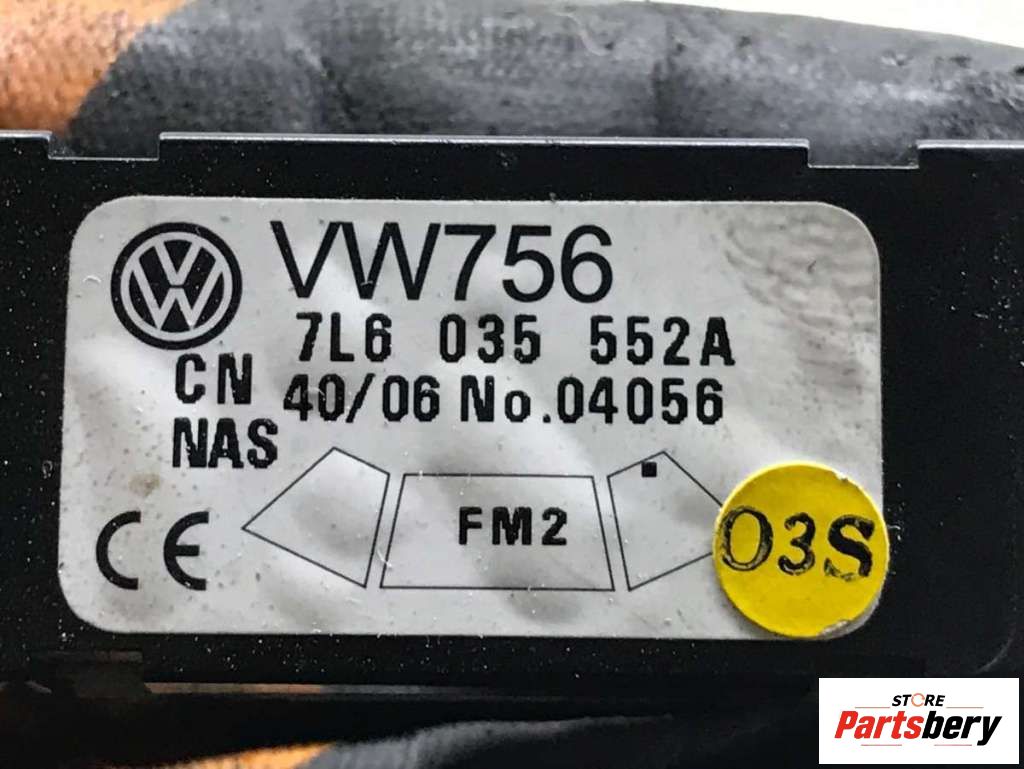 VW756
7L6 035 552A
CN 40/06 No.04056
NAS
CE
FM2
03S
STORE
Partsbery